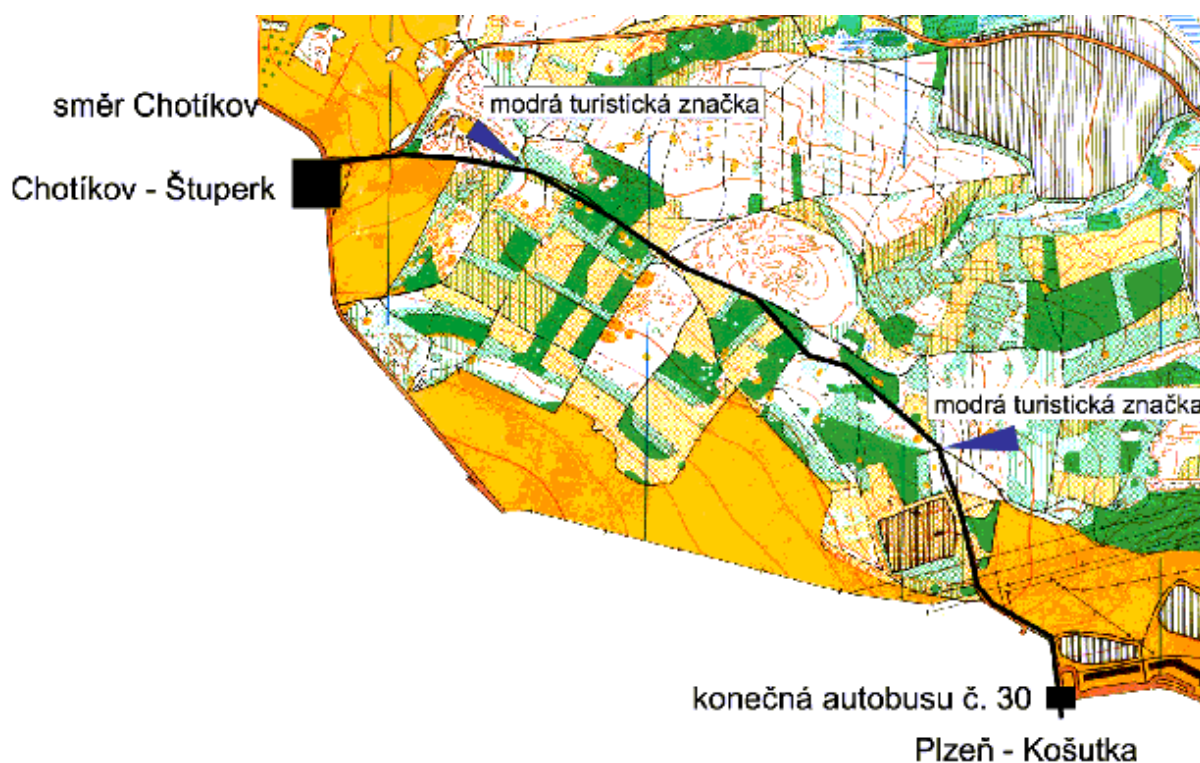 směr Chotíkov
modrá turistická značka
Chotíkov - Štuperk
modrá turistická značka
konečná autobusu č. 30
Plzeň - Košutka